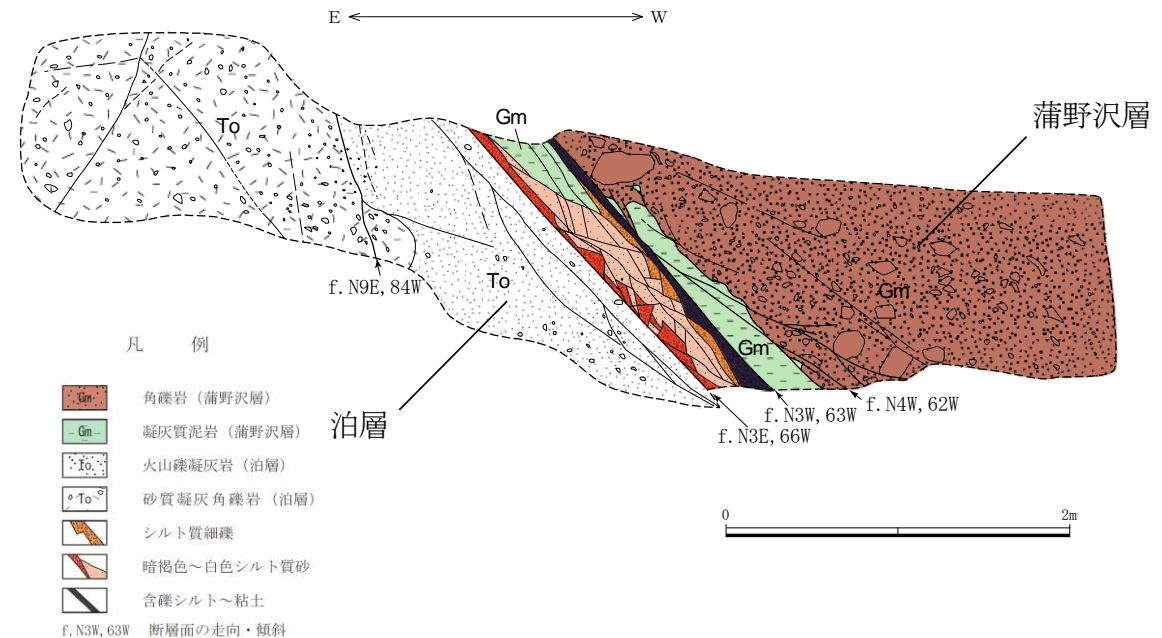 E W
Gm
蒲野沢層
To
f. N9E, 84W
To
Gm
Gm
f. N4W, 62W
f. N3W, 63W
f. N3E, 66W
泊層
0 2m
凡 例
Gm 角礫岩 (蒲野沢層)
Gm 凝灰質泥岩 (蒲野沢層)
To 火山礫凝灰岩 (泊層)
To 砂質凝灰角礫岩 (泊層)
シルト質細礫
暗褐色～白色シルト質砂
含礫シルト～粘土
f. N3W, 63W 断層面の走向・傾斜